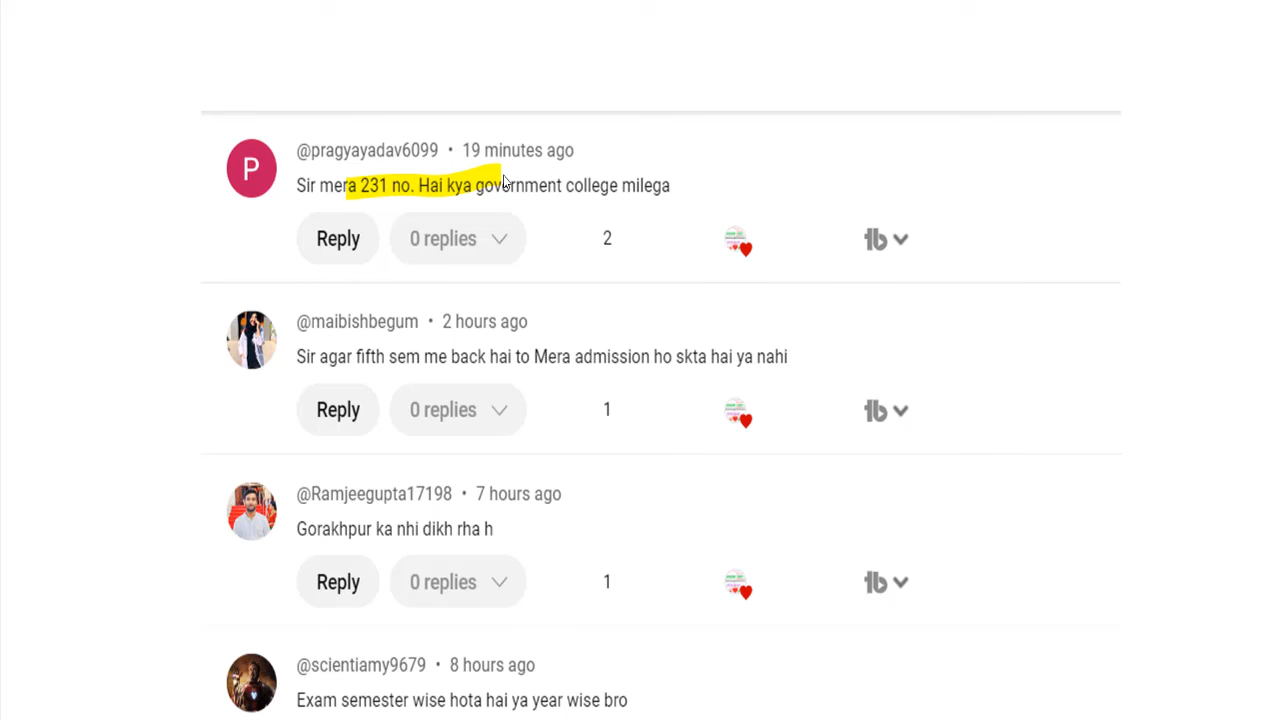 P
@pragyayadav6099 • 19 minutes ago
Sir mera 231 no. Hai kya government college milega
Reply 0 replies 2
@maibishbegum • 2 hours ago
Sir agar fifth sem me back hai to Mera admission ho skta hai ya nahi
Reply 0 replies 1
@Ramjeegupta17198 • 7 hours ago
Gorakhpur ka nhi dikh rha h
Reply 0 replies 1
@scientiamy9679 • 8 hours ago
Exam semester wise hota hai ya year wise bro